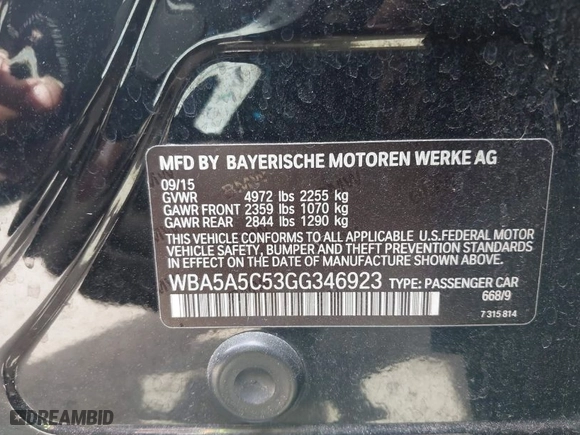 MFD BY BAYERISCHE MOTOREN WERKE AG
09/15
GVWR 4972 lbs 2255 kg
GAWR FRONT 2359 lbs 1070 kg
GAWR REAR 2844 lbs 1290 kg
THIS VEHICLE CONFORMS TO ALL APPLICABLE U.S.FEDERAL MOTOR
VEHICLE SAFETY, BUMPER AND THEFT PREVENTION STANDARDS
IN EFFECT ON THE DATE OF MANUFACTURE SHOWN ABOVE.
WBA5A5C53GG346923 TYPE: PASSENGER CAR
668/9
7 315 814
DREAMBID